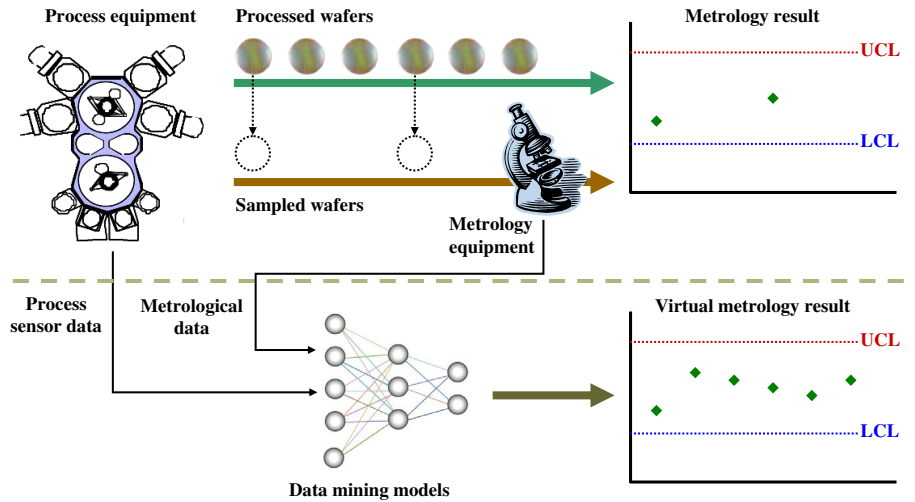 Process equipment
Processed wafers
Metrology result
UCL
LCL
Sampled wafers
Metrology
equipment
Process
sensor data
Metrological
data
Virtual metrology result
UCL
LCL
Data mining models